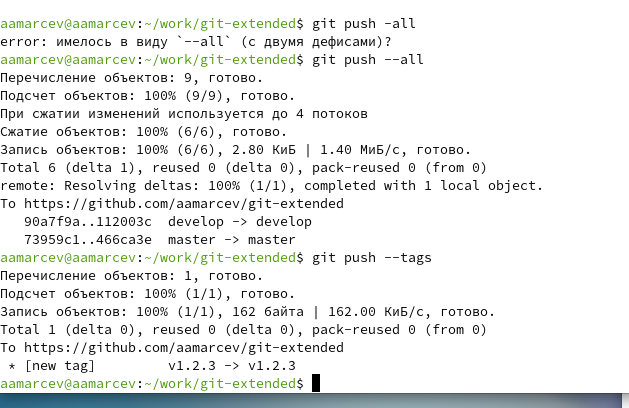 aamarcev@aamarcev:~/work/git-extended$ git push -all
error: имелось в виду `--all` (с двумя дефисами)?
aamarcev@aamarcev:~/work/git-extended$ git push --all
Перечисление объектов: 9, готово.
Подсчет объектов: 100% (9/9), готово.
При сжатии изменений используется до 4 потоков
Сжатие объектов: 100% (6/6), готово.
Запись объектов: 100% (6/6), 2.80 КиБ | 1.40 МиБ/с, готово.
Total 6 (delta 1), reused 0 (delta 0), pack-reused 0 (from 0)
remote: Resolving deltas: 100% (1/1), completed with 1 local object.
To https://github.com/aamarcev/git-extended
   90a7f9a..112003c  develop -> develop
   73959c1..466ca3e  master -> master
aamarcev@aamarcev:~/work/git-extended$ git push --tags
Перечисление объектов: 1, готово.
Подсчет объектов: 100% (1/1), готово.
Запись объектов: 100% (1/1), 162 байта | 162.00 КиБ/с, готово.
Total 1 (delta 0), reused 0 (delta 0), pack-reused 0 (from 0)
To https://github.com/aamarcev/git-extended
 * [new tag]         v1.2.3 -> v1.2.3
aamarcev@aamarcev:~/work/git-extended$